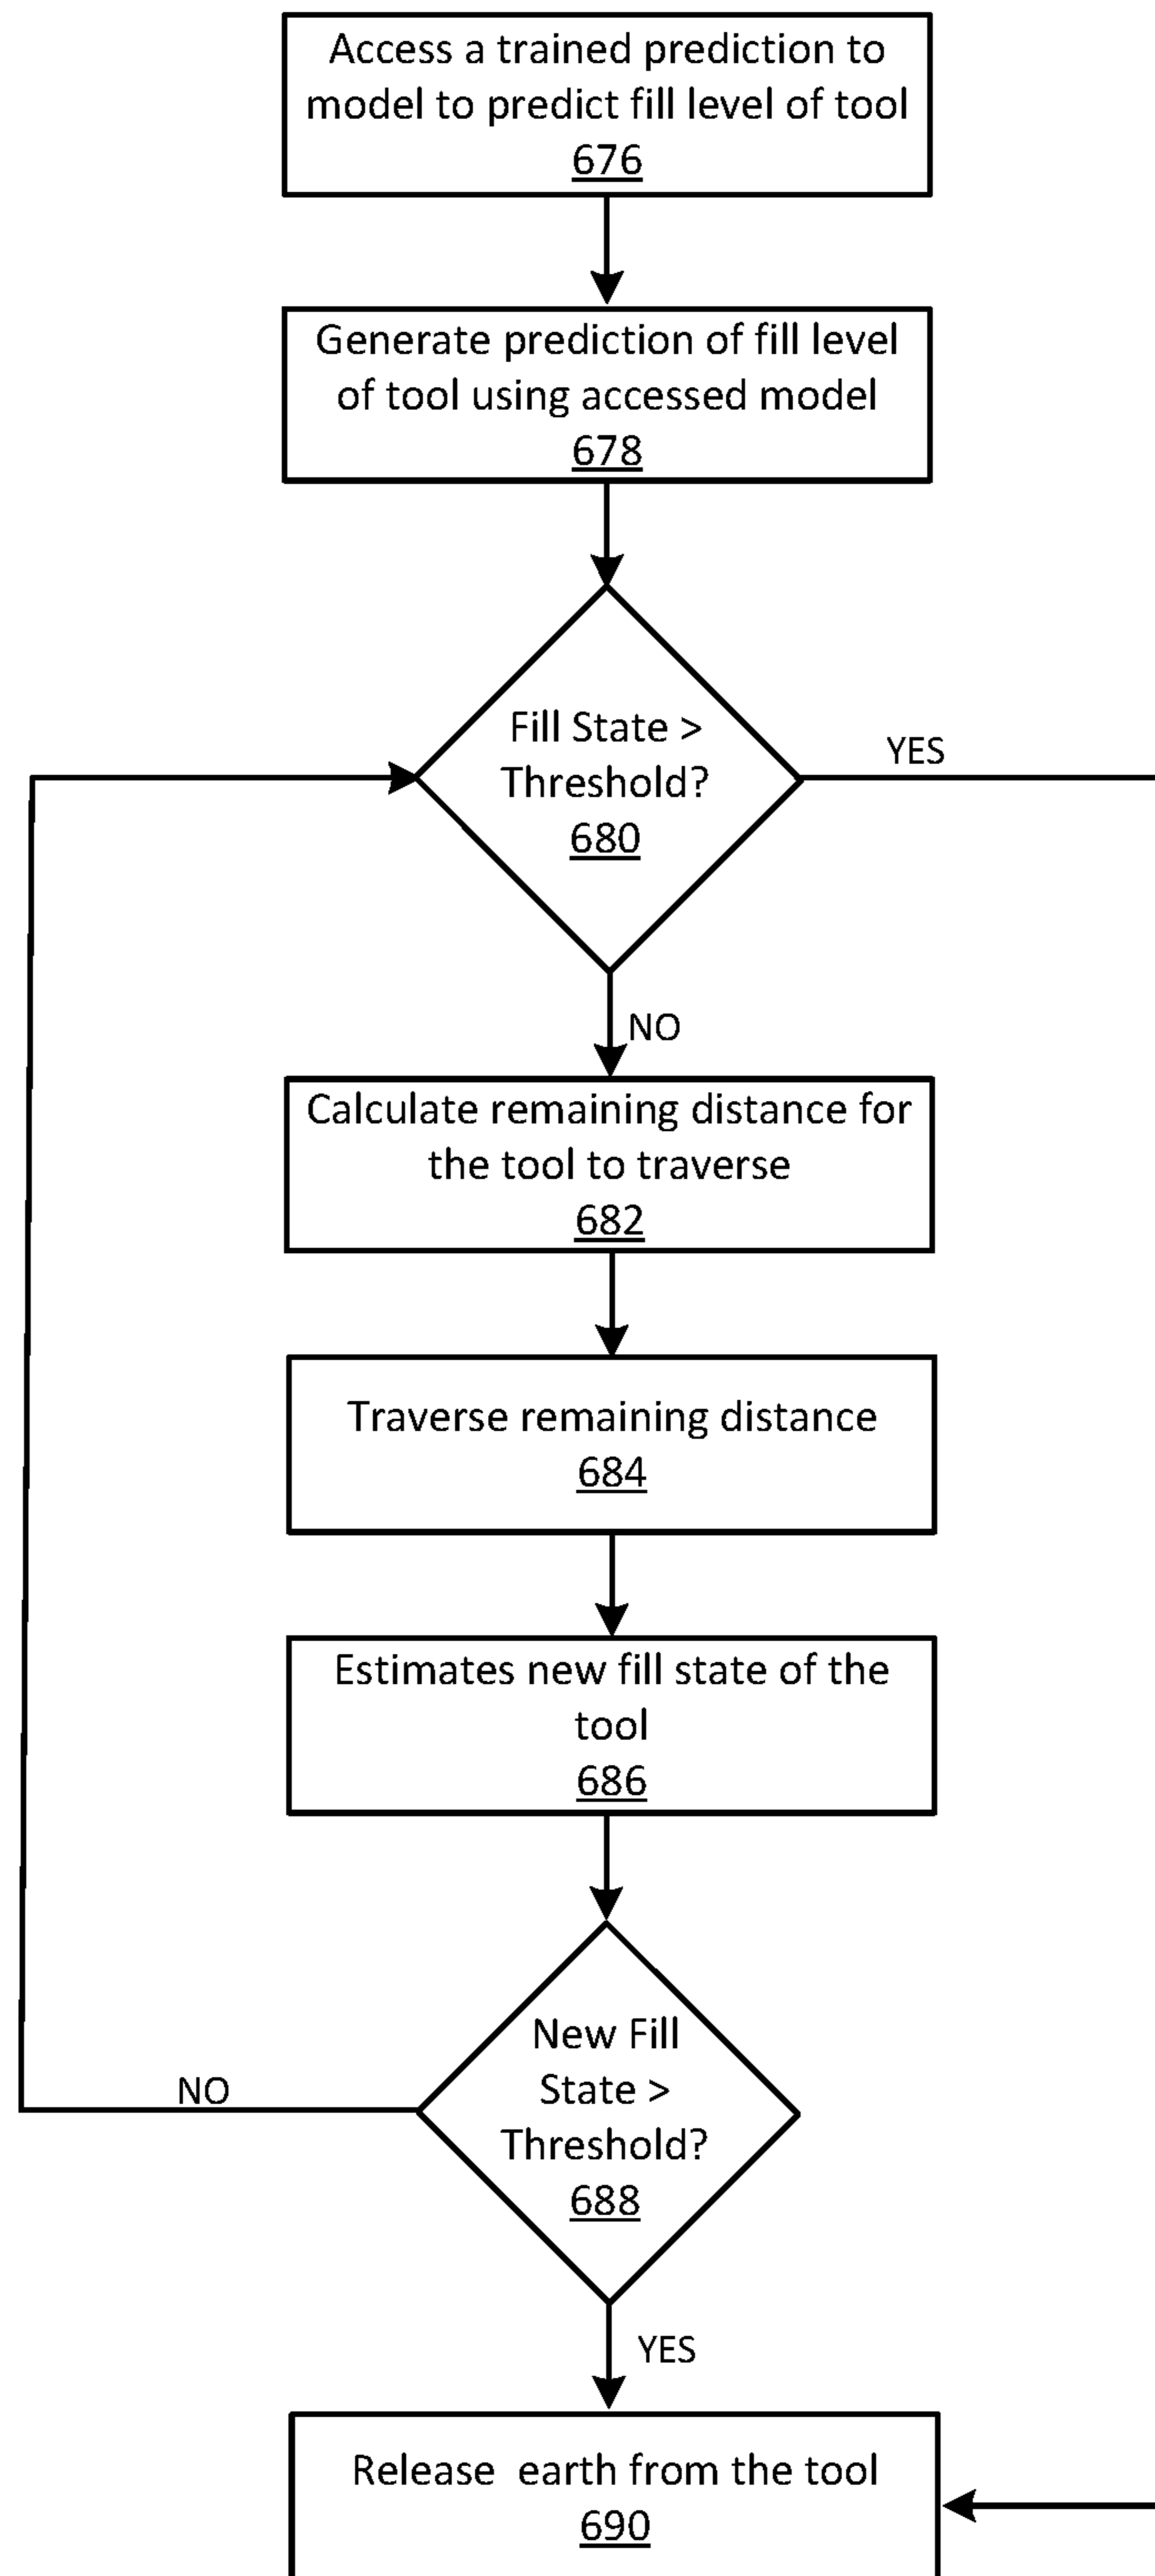 Access a trained prediction to
model to predict fill level of tool
676
Generate prediction of fill level
of tool using accessed model
678
Fill State >
Threshold?
680
YES
NO
Calculate remaining distance for
the tool to traverse
682
Traverse remaining distance
684
Estimates new fill state of the
tool
686
New Fill
State >
Threshold?
688
NO
YES
Release earth from the tool
690